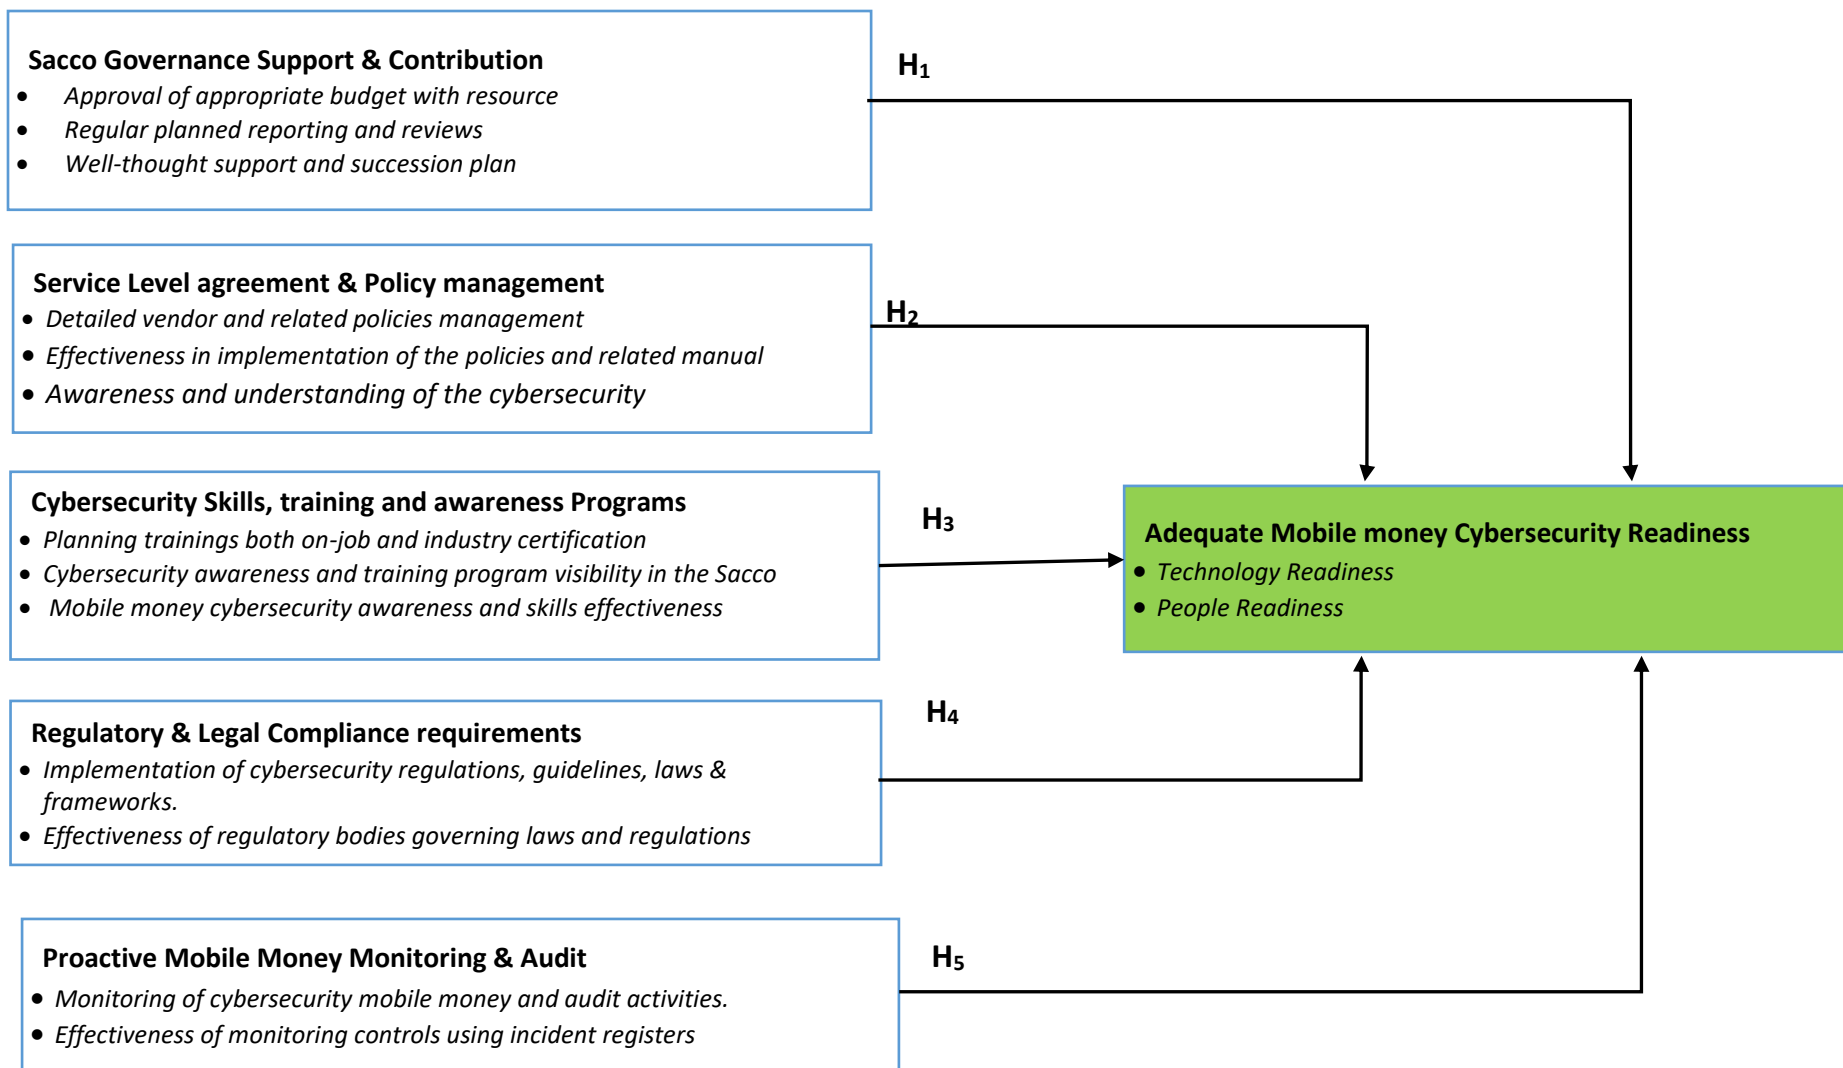 Sacco Governance Support & Contribution
• Approval of appropriate budget with resource
• Regular planned reporting and reviews
• Well-thought support and succession plan
H₁
Service Level agreement & Policy management
• Detailed vendor and related policies management
• Effectiveness in implementation of the policies and related manual
• Awareness and understanding of the cybersecurity
H₂
Cybersecurity Skills, training and awareness Programs
• Planning trainings both on-job and industry certification
• Cybersecurity awareness and training program visibility in the Sacco
• Mobile money cybersecurity awareness and skills effectiveness
H₃
Adequate Mobile money Cybersecurity Readiness
• Technology Readiness
• People Readiness
Regulatory & Legal Compliance requirements
• Implementation of cybersecurity regulations, guidelines, laws &
frameworks.
• Effectiveness of regulatory bodies governing laws and regulations
H₄
Proactive Mobile Money Monitoring & Audit
• Monitoring of cybersecurity mobile money and audit activities.
• Effectiveness of monitoring controls using incident registers
H₅